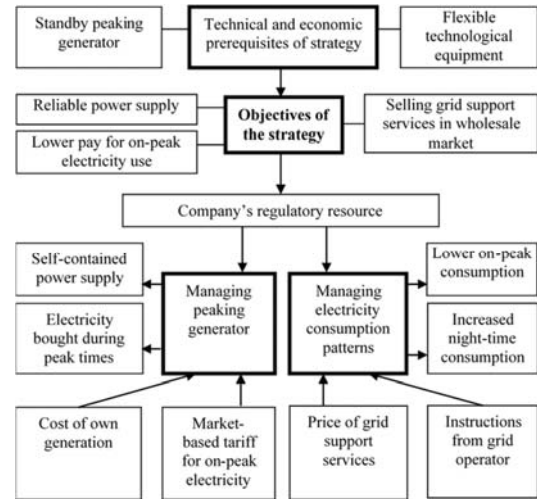 Standby peaking
generator
Technical and economic
prerequisites of strategy
Flexible
technological
equipment
Reliable power supply
Lower pay for on-peak
electricity use
Objectives of
the strategy
Selling grid support
services in wholesale
market
Company's regulatory resource
Self-contained
power supply
Electricity
bought during
peak times
Managing
peaking
generator
Managing
electricity
consumption
patterns
Lower on-peak
consumption
Increased
night-time
consumption
Cost of own
generation
Market-
based tariff
for on-peak
electricity
Price of grid
support
services
Instructions
from grid
operator